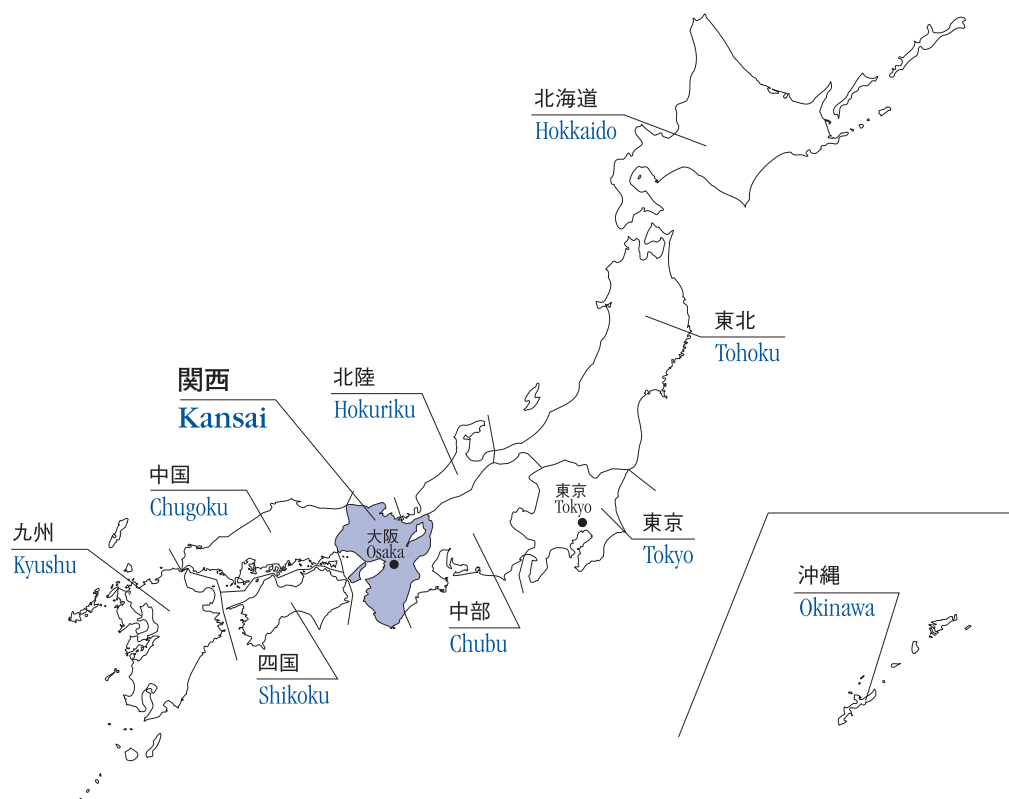 北海道
Hokkaido
東北
Tohoku
関西
Kansai
北陸
Hokuriku
中国
Chugoku
東京
Tokyo
九州
Kyushu
東京
Tokyo
大阪
Osaka
沖縄
Okinawa
中部
Chubu
四国
Shikoku